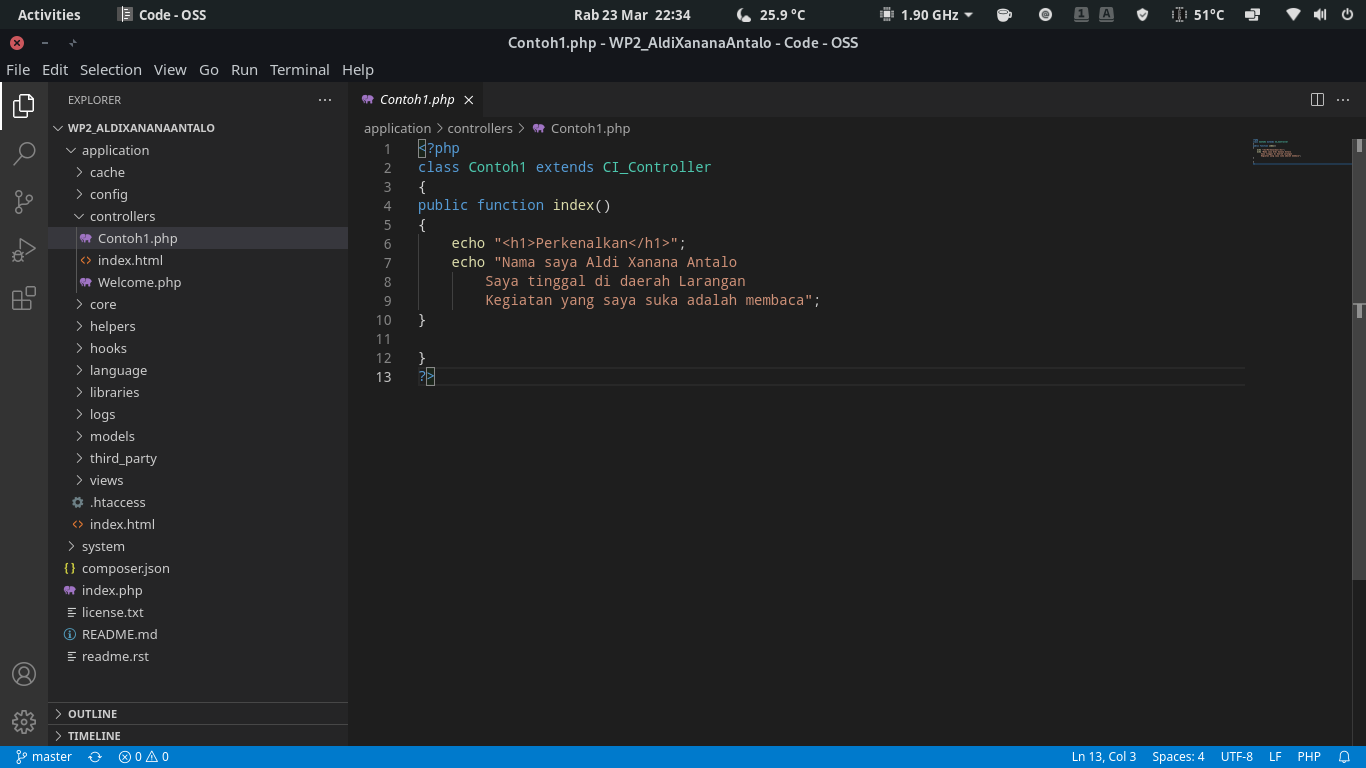 Activities Code - OSS Rab 23 Mar 22:34 25.9 °C 1.90 GHz 1 A 51°C
Contoh1.php - WP2_AldiXananaAntalo - Code - OSS
File Edit Selection View Go Run Terminal Help
EXPLORER
WP2_ALDIXANANAANTALO
application
cache
config
controllers
Contoh1.php
index.html
Welcome.php
core
helpers
hooks
language
libraries
logs
models
third_party
views
.htaccess
index.html
system
composer.json
index.php
license.txt
README.md
readme.rst
OUTLINE
TIMELINE
Contoh1.php
application > controllers > Contoh1.php
1 <?php
2 class Contoh1 extends CI_Controller
3 {
4 public function index()
5 {
6     echo "<h1>Perkenalkan</h1>";
7     echo "Nama saya Aldi Xanana Antalo
8         Saya tinggal di daerah Larangan
9         Kegiatan yang saya suka adalah membaca";
10 }
11
12 }
13 ?>
master 0 0 Ln 13, Col 3 Spaces: 4 UTF-8 LF PHP